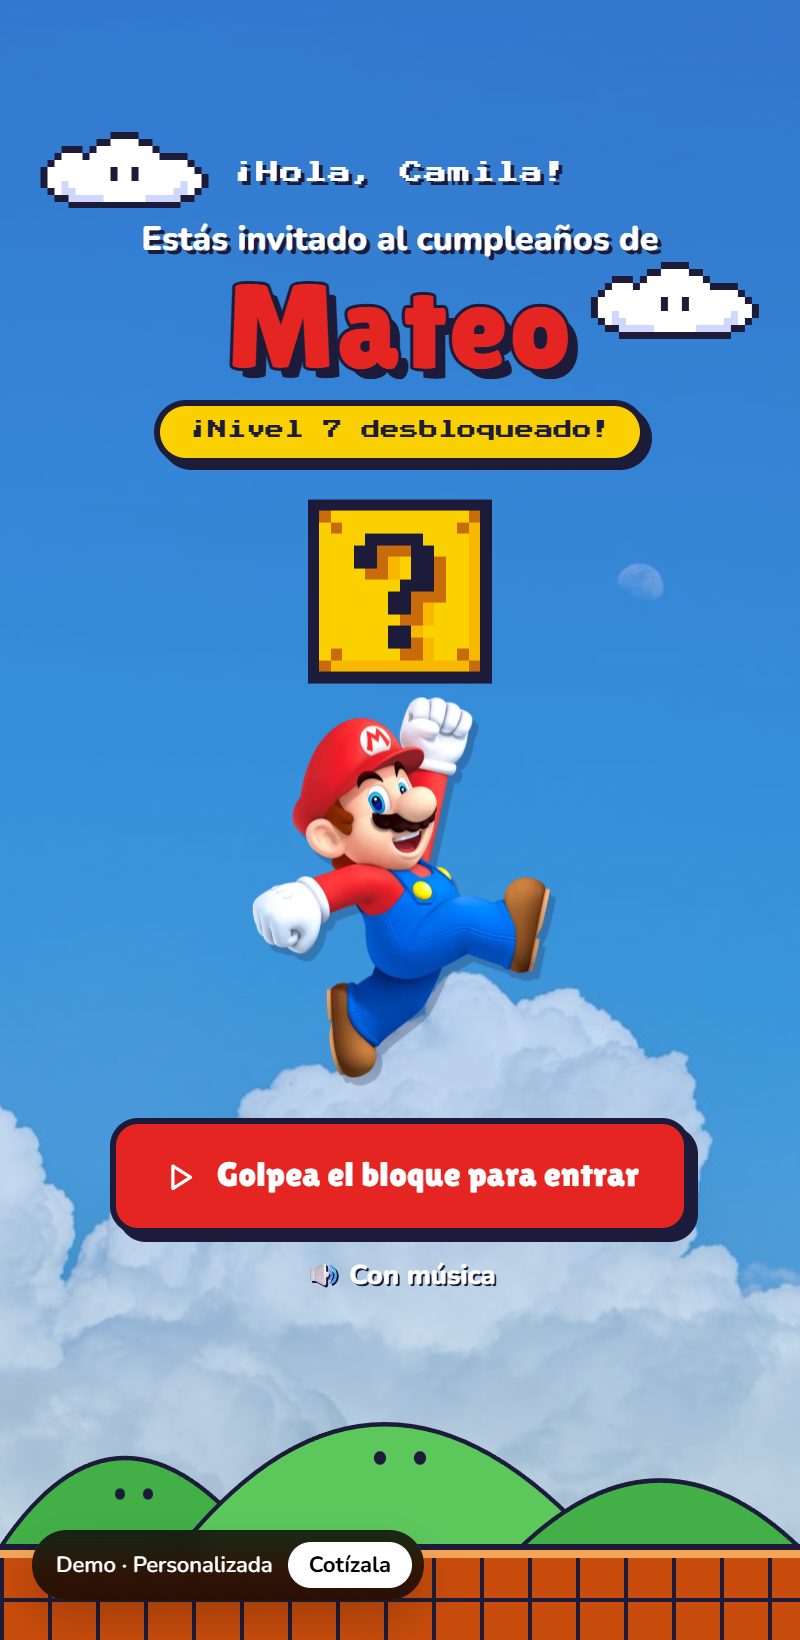 ¡Hola, Camila!
Estás invitado al cumpleaños de
Mateo
¡Nivel 7 desbloqueado!
?
M
Golpea el bloque para entrar
🔊 Con música
Demo · Personalizada
Cotízala